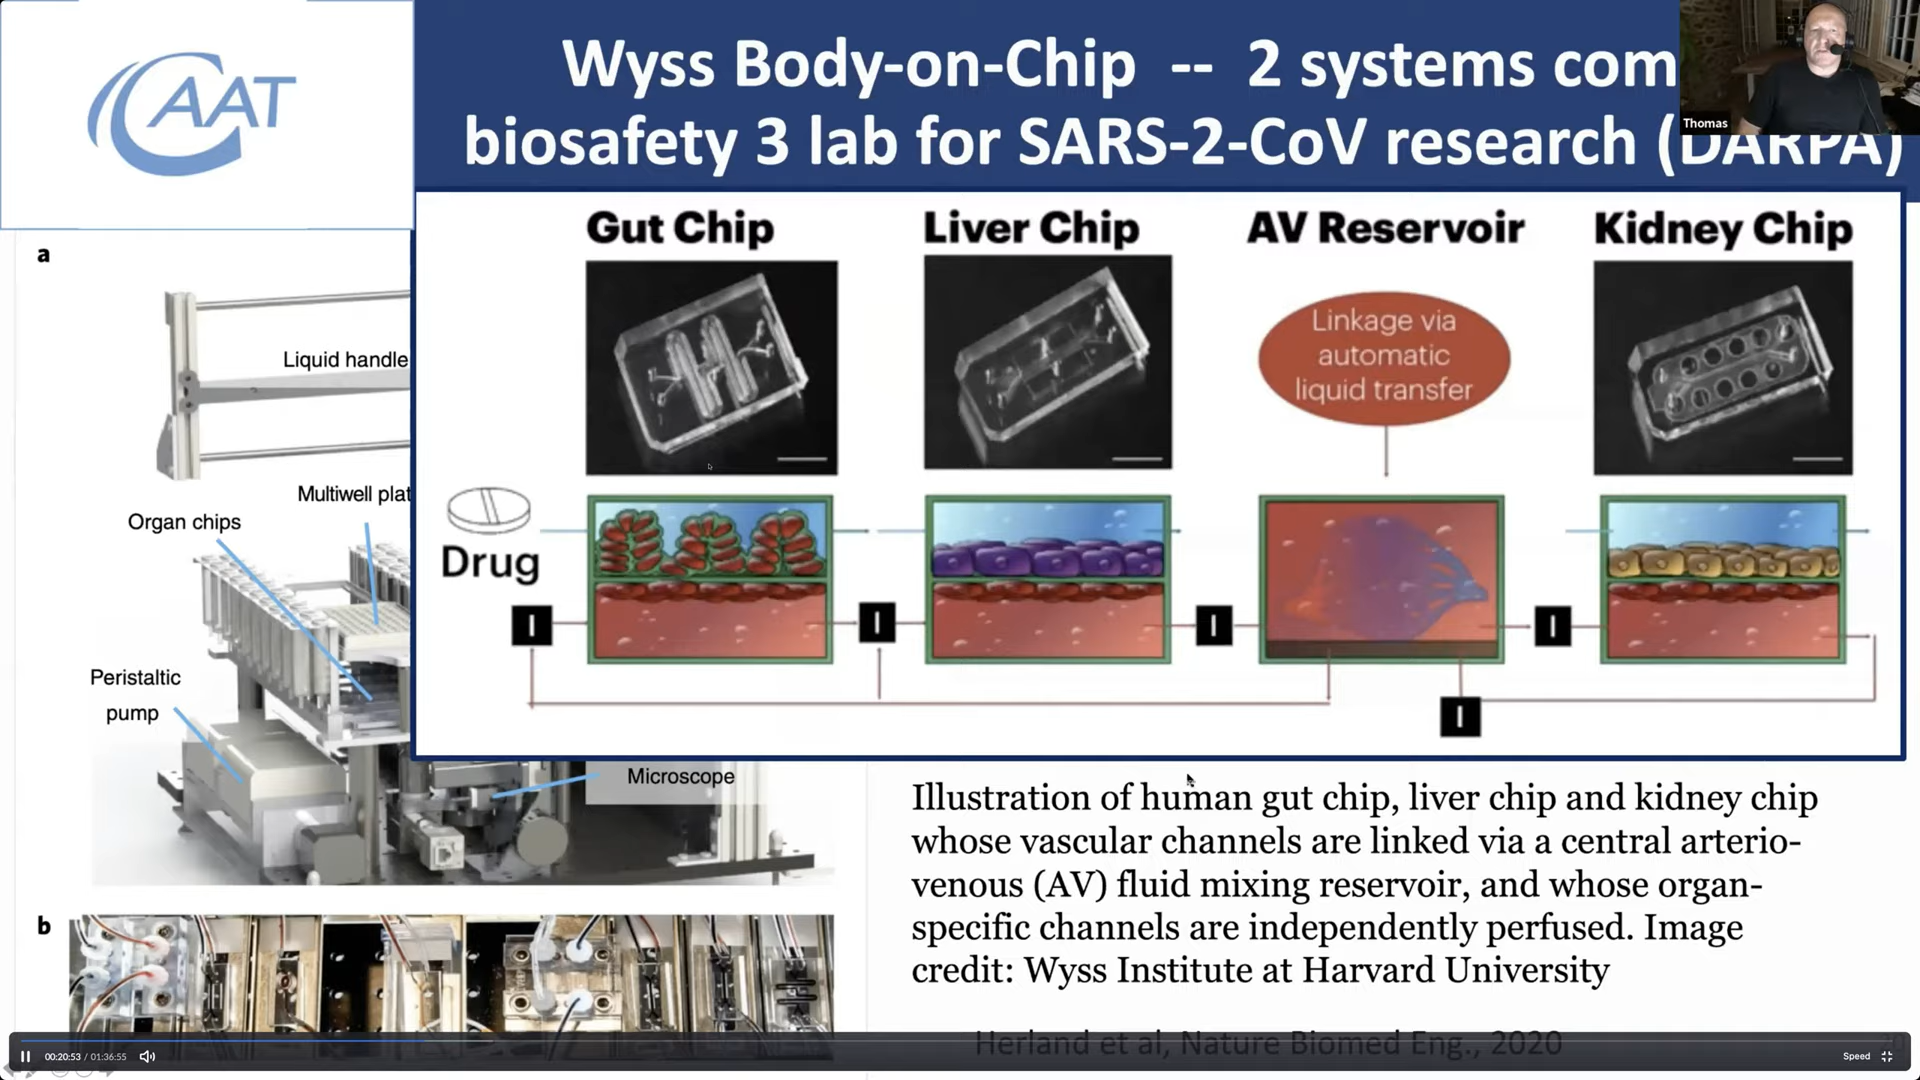 CAAT
Wyss Body-on-Chip -- 2 systems com
biosafety 3 lab for SARS-2-CoV research (DARPA)
Thomas
a
Liquid handle
Multiwell plat
Organ chips
Peristaltic
pump
Microscope
b
Gut Chip
Liver Chip
AV Reservoir
Kidney Chip
Linkage via
automatic
liquid transfer
Drug
I
I
I
I
I
Illustration of human gut chip, liver chip and kidney chip
whose vascular channels are linked via a central arterio-
venous (AV) fluid mixing reservoir, and whose organ-
specific channels are independently perfused. Image
credit: Wyss Institute at Harvard University
Herland et al, Nature Biomed Eng., 2020
00:20:53 / 01:36:55
Speed